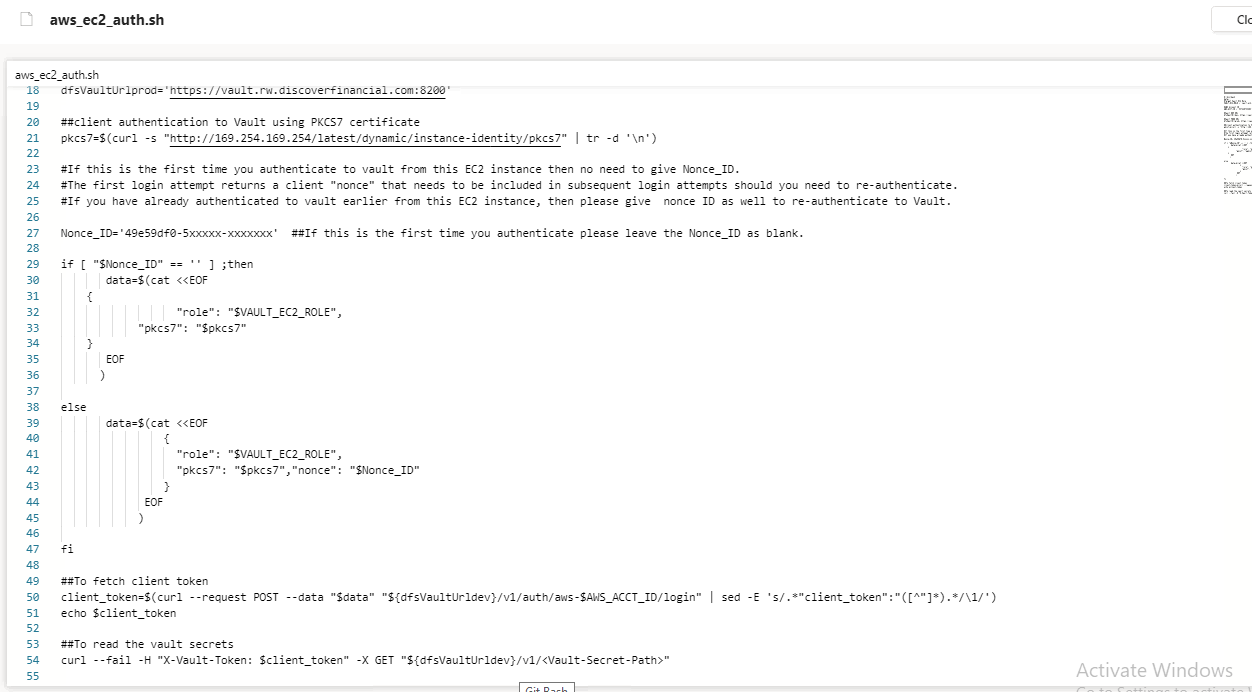 aws_ec2_auth.sh
aws_ec2_auth.sh
18 dfsVaultUrlprod='https://vault.rw.discoverfinancial.com:8200'
19
20 ##client authentication to Vault using PKCS7 certificate
21 pkcs7=$(curl -s "http://169.254.169.254/latest/dynamic/instance-identity/pkcs7" | tr -d '\n')
22
23 #If this is the first time you authenticate to vault from this EC2 instance then no need to give Nonce_ID.
24 #The first login attempt returns a client "nonce" that needs to be included in subsequent login attempts should you need to re-authenticate.
25 #If you have already authenticated to vault earlier from this EC2 instance, then please give  nonce ID as well to re-authenticate to Vault.
26
27 Nonce_ID='49e59df0-5xxxxx-xxxxxxx'  ##If this is the first time you authenticate please leave the Nonce_ID as blank.
28
29 if [ "$Nonce_ID" == '' ] ;then
30 data=$(cat <<EOF
31 {
32 "role": "$VAULT_EC2_ROLE",
33 "pkcs7": "$pkcs7"
34 }
35 EOF
36 )
37
38 else
39 data=$(cat <<EOF
40 {
41 "role": "$VAULT_EC2_ROLE",
42 "pkcs7": "$pkcs7","nonce": "$Nonce_ID"
43 }
44 EOF
45 )
46
47 fi
48
49 ##To fetch client token
50 client_token=$(curl --request POST --data "$data" "${dfsVaultUrldev}/v1/auth/aws-$AWS_ACCT_ID/login" | sed -E 's/.*"client_token":"([^"]*).*/\1/')
51 echo $client_token
52
53 ##To read the vault secrets
54 curl --fail -H "X-Vault-Token: $client_token" -X GET "${dfsVaultUrldev}/v1/<Vault-Secret-Path>"
55
Activate Windows
Git Bash